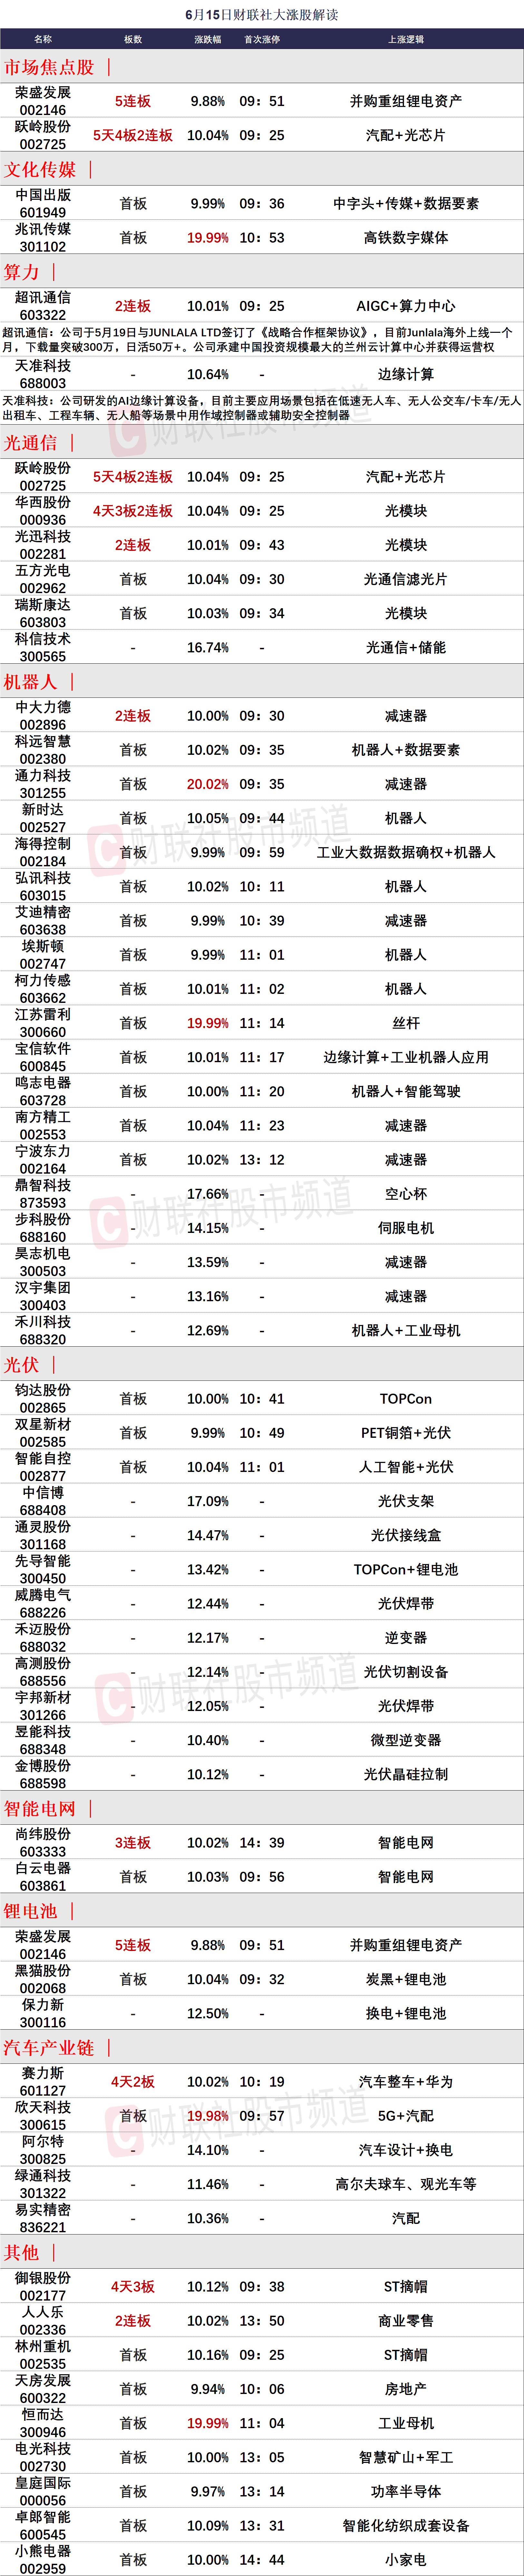 6月15日财联社大涨股解读
名称 板数 涨跌幅 首次涨停 上涨逻辑
市场焦点股 |
荣盛发展 002146 5连板 9.88% 09：51 并购重组锂电资产
跃岭股份 002725 5天4板2连板 10.04% 09：25 汽配+光芯片
文化传媒 |
中国出版 601949 首板 9.99% 09：36 中字头+传媒+数据要素
兆讯传媒 301102 首板 19.99% 10：53 高铁数字媒体
算力 |
超讯通信 603322 2连板 10.01% 09：25 AIGC+算力中心
超讯通信：公司于5月19日与JUNLALA LTD签订了《战略合作框架协议》，目前Junlala海外上线一个
月，下载量突破300万，日活50万+。公司承建中国投资规模最大的兰州云计算中心并获得运营权
天准科技 688003 - 10.64% - 边缘计算
天准科技：公司研发的AI边缘计算设备，目前主要应用场景包括在低速无人车、无人公交车/卡车/无人
出租车、工程车辆、无人船等场景中用作域控制器或辅助安全控制器
光通信 |
跃岭股份 002725 5天4板2连板 10.04% 09：25 汽配+光芯片
华西股份 000936 4天3板2连板 10.04% 09：25 光模块
光迅科技 002281 2连板 10.01% 09：43 光模块
五方光电 002962 首板 10.04% 09：30 光通信滤光片
瑞斯康达 603803 首板 10.03% 09：34 光模块
科信技术 300565 - 16.74% - 光通信+储能
机器人 |
中大力德 002896 2连板 10.00% 09：30 减速器
科远智慧 002380 首板 10.02% 09：35 机器人+数据要素
通力科技 301255 首板 20.02% 09：35 减速器
新时达 002527 首板 10.05% 09：44 机器人
海得控制 002184 首板 9.99% 09：59 工业大数据数据确权+机器人
弘讯科技 603015 首板 10.02% 10：11 机器人
艾迪精密 603638 首板 9.99% 10：39 减速器
埃斯顿 002747 首板 9.99% 11：01 机器人
柯力传感 603662 首板 10.01% 11：02 机器人
江苏雷利 300660 首板 19.99% 11：14 丝杆
宝信软件 600845 首板 10.01% 11：17 边缘计算+工业机器人应用
鸣志电器 603728 首板 10.00% 11：20 机器人+智能驾驶
南方精工 002553 首板 10.04% 11：23 减速器
宁波东力 002164 首板 10.02% 13：12 减速器
鼎智科技 873593 - 17.66% - 空心杯
步科股份 688160 - 14.15% - 伺服电机
昊志机电 300503 - 13.59% - 减速器
汉宇集团 300403 - 13.16% - 减速器
禾川科技 688320 - 12.69% - 机器人+工业母机
光伏 |
钧达股份 002865 首板 10.00% 10：41 TOPCon
双星新材 002585 首板 9.99% 10：49 PET铜箔+光伏
智能自控 002877 首板 10.04% 11：01 人工智能+光伏
中信博 688408 - 17.09% - 光伏支架
通灵股份 301168 - 14.47% - 光伏接线盒
先导智能 300450 - 13.42% - TOPCon+锂电池
威腾电气 688226 - 12.44% - 光伏焊带
禾迈股份 688032 - 12.17% - 逆变器
高测股份 688556 - 12.14% - 光伏切割设备
宇邦新材 301266 - 12.05% - 光伏焊带
昱能科技 688348 - 10.40% - 微型逆变器
金博股份 688598 - 10.12% - 光伏晶硅拉制
智能电网 |
尚纬股份 603333 3连板 10.02% 14：39 智能电网
白云电器 603861 首板 10.03% 09：56 智能电网
锂电池 |
荣盛发展 002146 5连板 9.88% 09：51 并购重组锂电资产
黑猫股份 002068 首板 10.04% 09：32 炭黑+锂电池
保力新 300116 - 12.50% - 换电+锂电池
汽车产业链 |
赛力斯 601127 4天2板 10.02% 10：19 汽车整车+华为
欣天科技 300615 首板 19.98% 09：57 5G+汽配
阿尔特 300825 - 14.10% - 汽车设计+换电
绿通科技 301322 - 11.46% - 高尔夫球车、观光车等
易实精密 836221 - 10.36% - 汽配
其他 |
御银股份 002177 4天3板 10.12% 09：38 ST摘帽
人人乐 002336 2连板 10.02% 13：50 商业零售
林州重机 002535 首板 10.16% 09：25 ST摘帽
天房发展 600322 首板 9.94% 10：06 房地产
恒而达 300946 首板 19.99% 11：04 工业母机
电光科技 002730 首板 10.00% 13：05 智慧矿山+军工
皇庭国际 000056 首板 9.97% 13：14 功率半导体
卓郎智能 600545 首板 10.09% 13：31 智能化纺织成套设备
小熊电器 002959 首板 10.00% 14：44 小家电
财联社股市频道
财联社股市频道
财联社股市频道
财联社股市频道
财联社股市频道